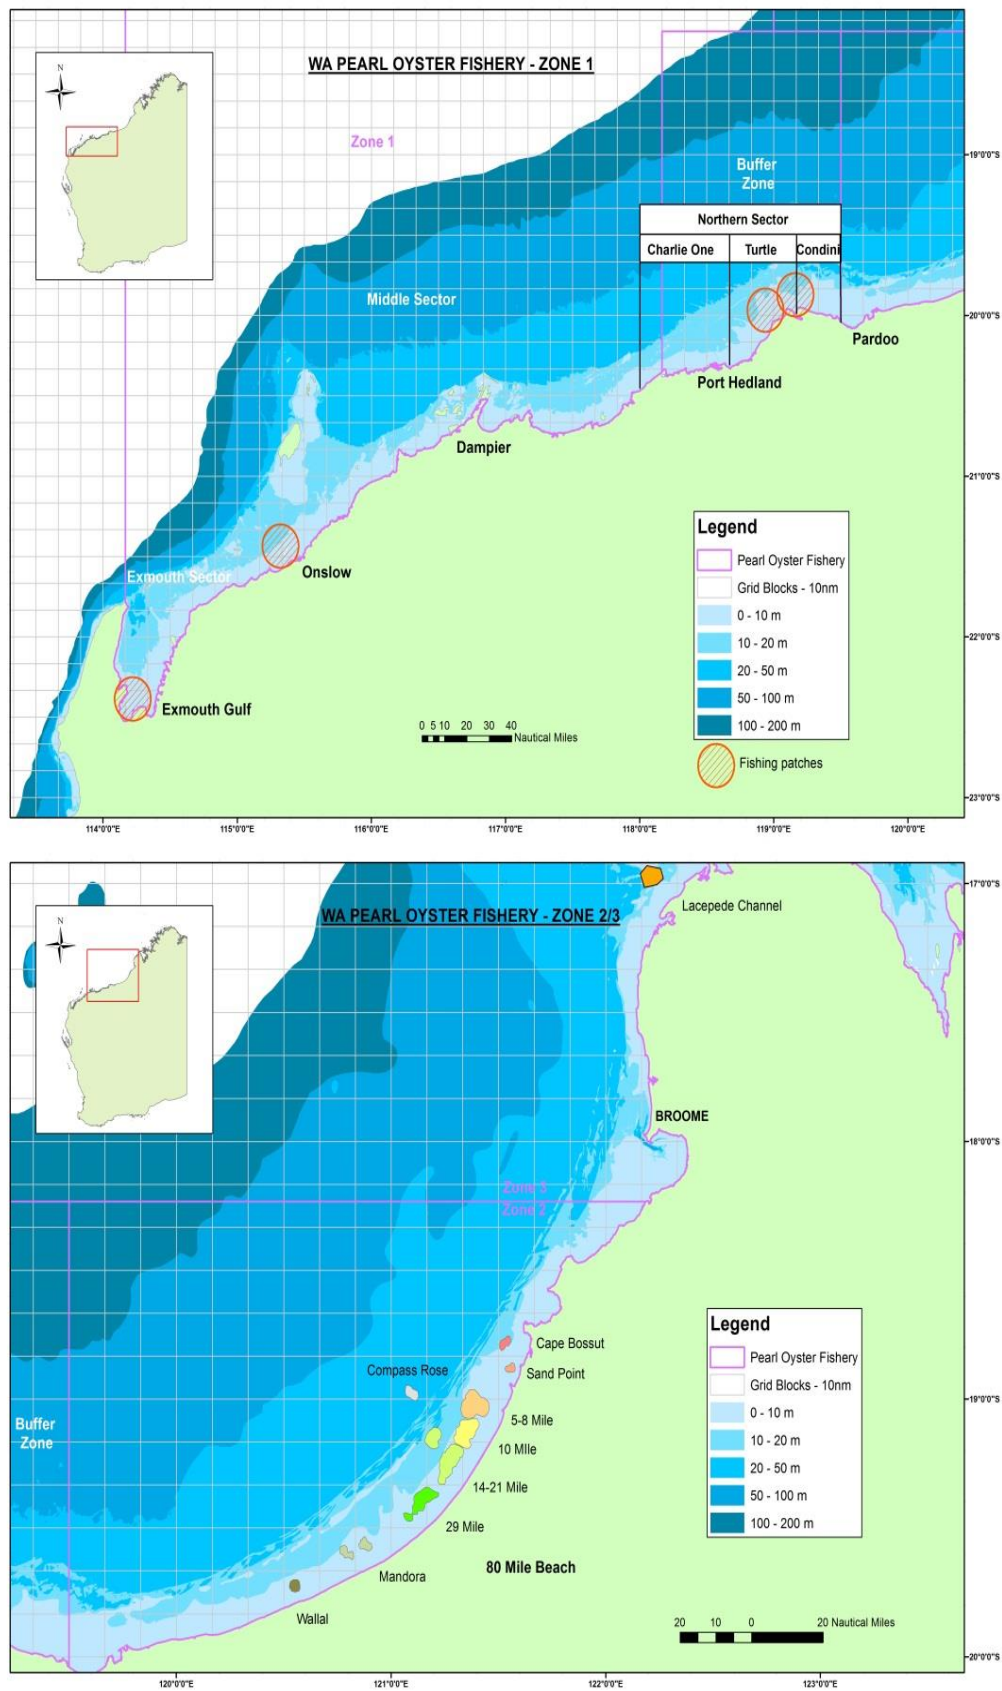 WA PEARL OYSTER FISHERY - ZONE 1
N
Zone 1
Buffer
Zone
19°0'0"S
Northern Sector
Charlie One Turtle Condini
Middle Sector
20°0'0"S
Pardoo
Port Hedland
Dampier
21°0'0"S
Legend
Pearl Oyster Fishery
Grid Blocks - 10nm
0 - 10 m
10 - 20 m
20 - 50 m
50 - 100 m
100 - 200 m
Fishing patches
Onslow
Exmouth Sector
22°0'0"S
Exmouth Gulf
0 5 10 20 30 40
Nautical Miles
23°0'0"S
114°0'0"E 115°0'0"E 116°0'0"E 117°0'0"E 118°0'0"E 119°0'0"E 120°0'0"E
17°0'0"S
Lacepede Channel
WA PEARL OYSTER FISHERY - ZONE 2/3
N
BROOME
18°0'0"S
Zone 3
Zone 2
Legend
Pearl Oyster Fishery
Grid Blocks - 10nm
0 - 10 m
10 - 20 m
20 - 50 m
50 - 100 m
100 - 200 m
Cape Bossut
Compass Rose
Sand Point
19°0'0"S
Buffer
Zone
5-8 Mile
10 MIle
14-21 Mile
29 Mile
80 Mile Beach
Mandora
Wallal
20 10 0 20 Nautical Miles
20°0'0"S
120°0'0"E 121°0'0"E 122°0'0"E 123°0'0"E